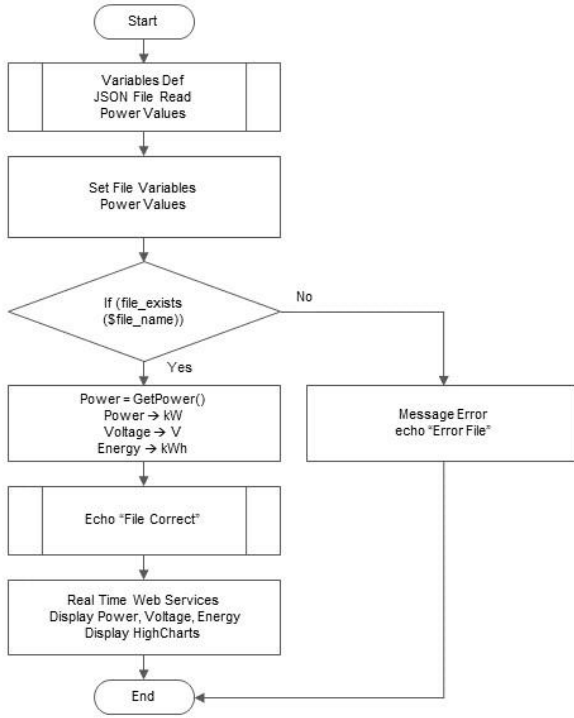 Start
Variables Def
JSON File Read
Power Values
Set File Variables
Power Values
If (file_exists
($file_name))
No
Yes
Power = GetPower()
Power → kW
Voltage → V
Energy → kWh
Message Error
echo “Error File”
Echo “File Correct”
Real Time Web Services
Display Power, Voltage, Energy
Display HighCharts
End